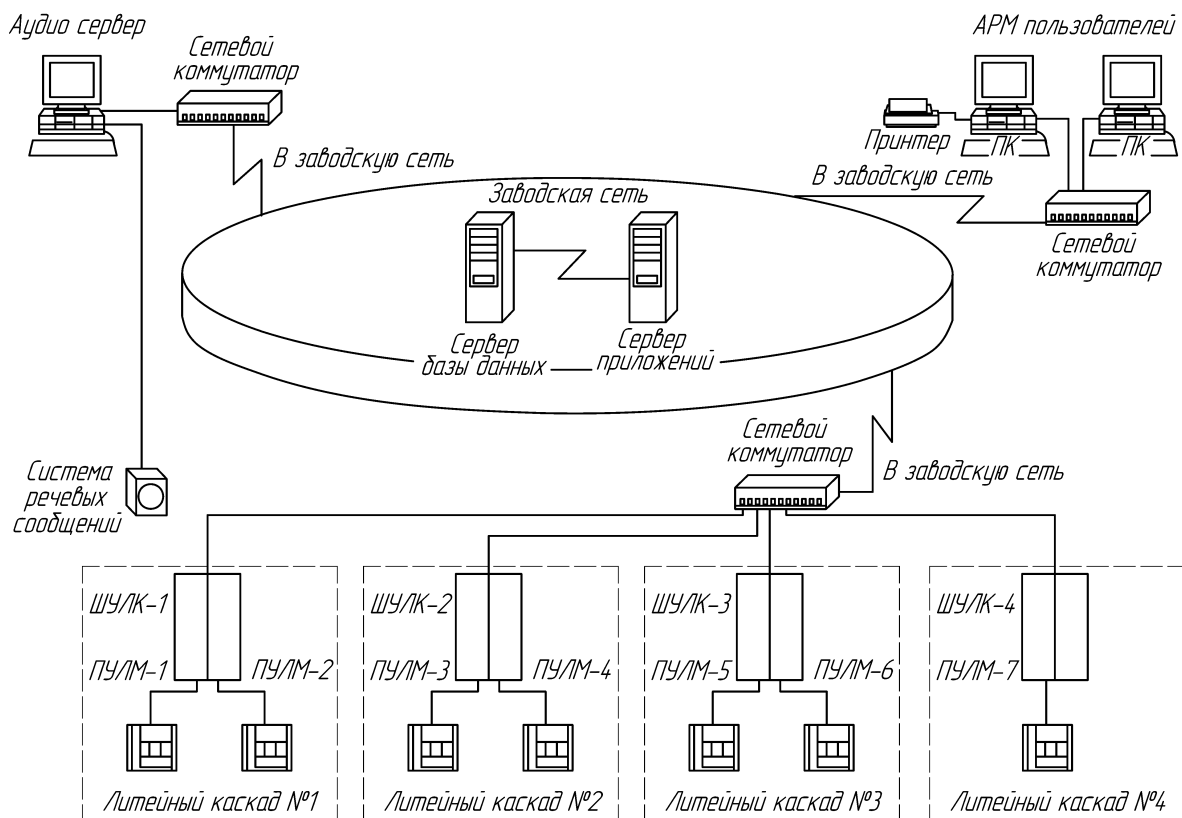 Аудио сервер
Сетевой
коммутатор
В заводскую сеть
АРМ пользователей
Принтер
ПК
ПК
В заводскую сеть
Сетевой
коммутатор
Заводская сеть
Сервер
базы данных
Сервер
приложений
Сетевой
коммутатор
В заводскую сеть
Система
речевых
сообщений
ШУЛК-1
ПУЛМ-1
ПУЛМ-2
Литейный каскад №1
ШУЛК-2
ПУЛМ-3
ПУЛМ-4
Литейный каскад №2
ШУЛК-3
ПУЛМ-5
ПУЛМ-6
Литейный каскад №3
ШУЛК-4
ПУЛМ-7
Литейный каскад №4